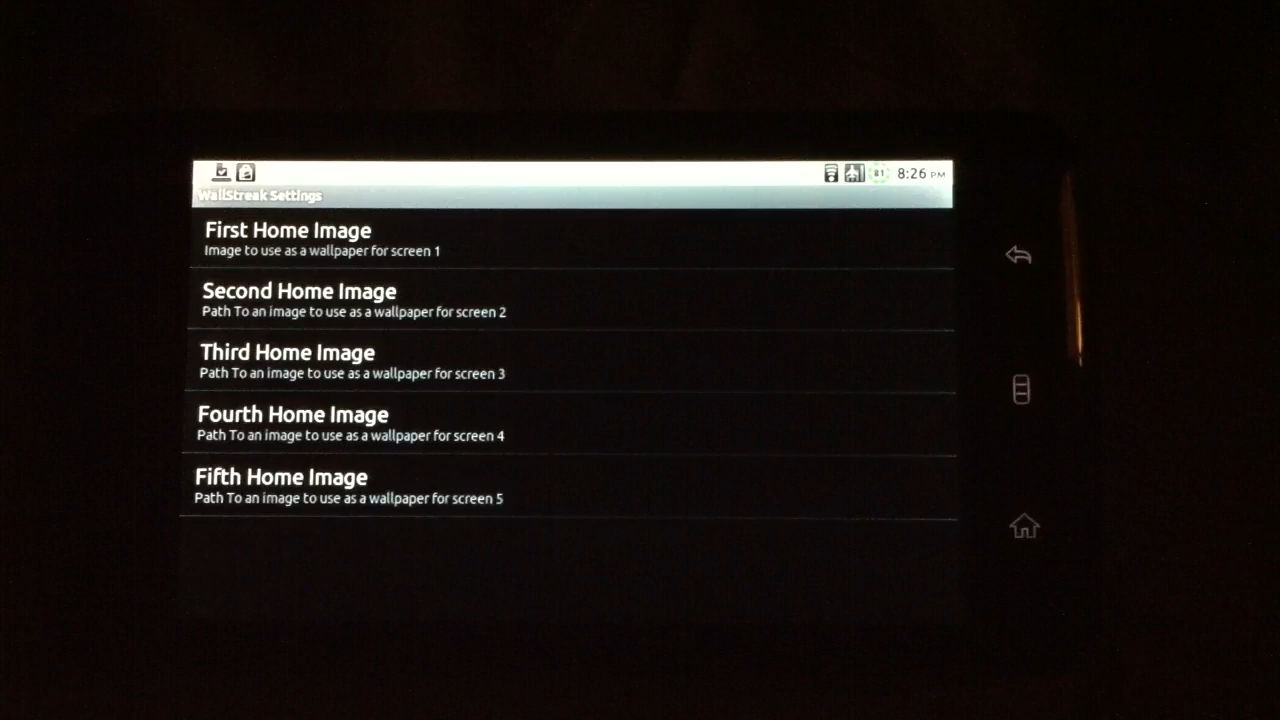 81 8:26 PM
WallStreak Settings
First Home Image
Image to use as a wallpaper for screen 1
Second Home Image
Path To an image to use as a wallpaper for screen 2
Third Home Image
Path To an image to use as a wallpaper for screen 3
Fourth Home Image
Path To an image to use as a wallpaper for screen 4
Fifth Home Image
Path To an image to use as a wallpaper for screen 5